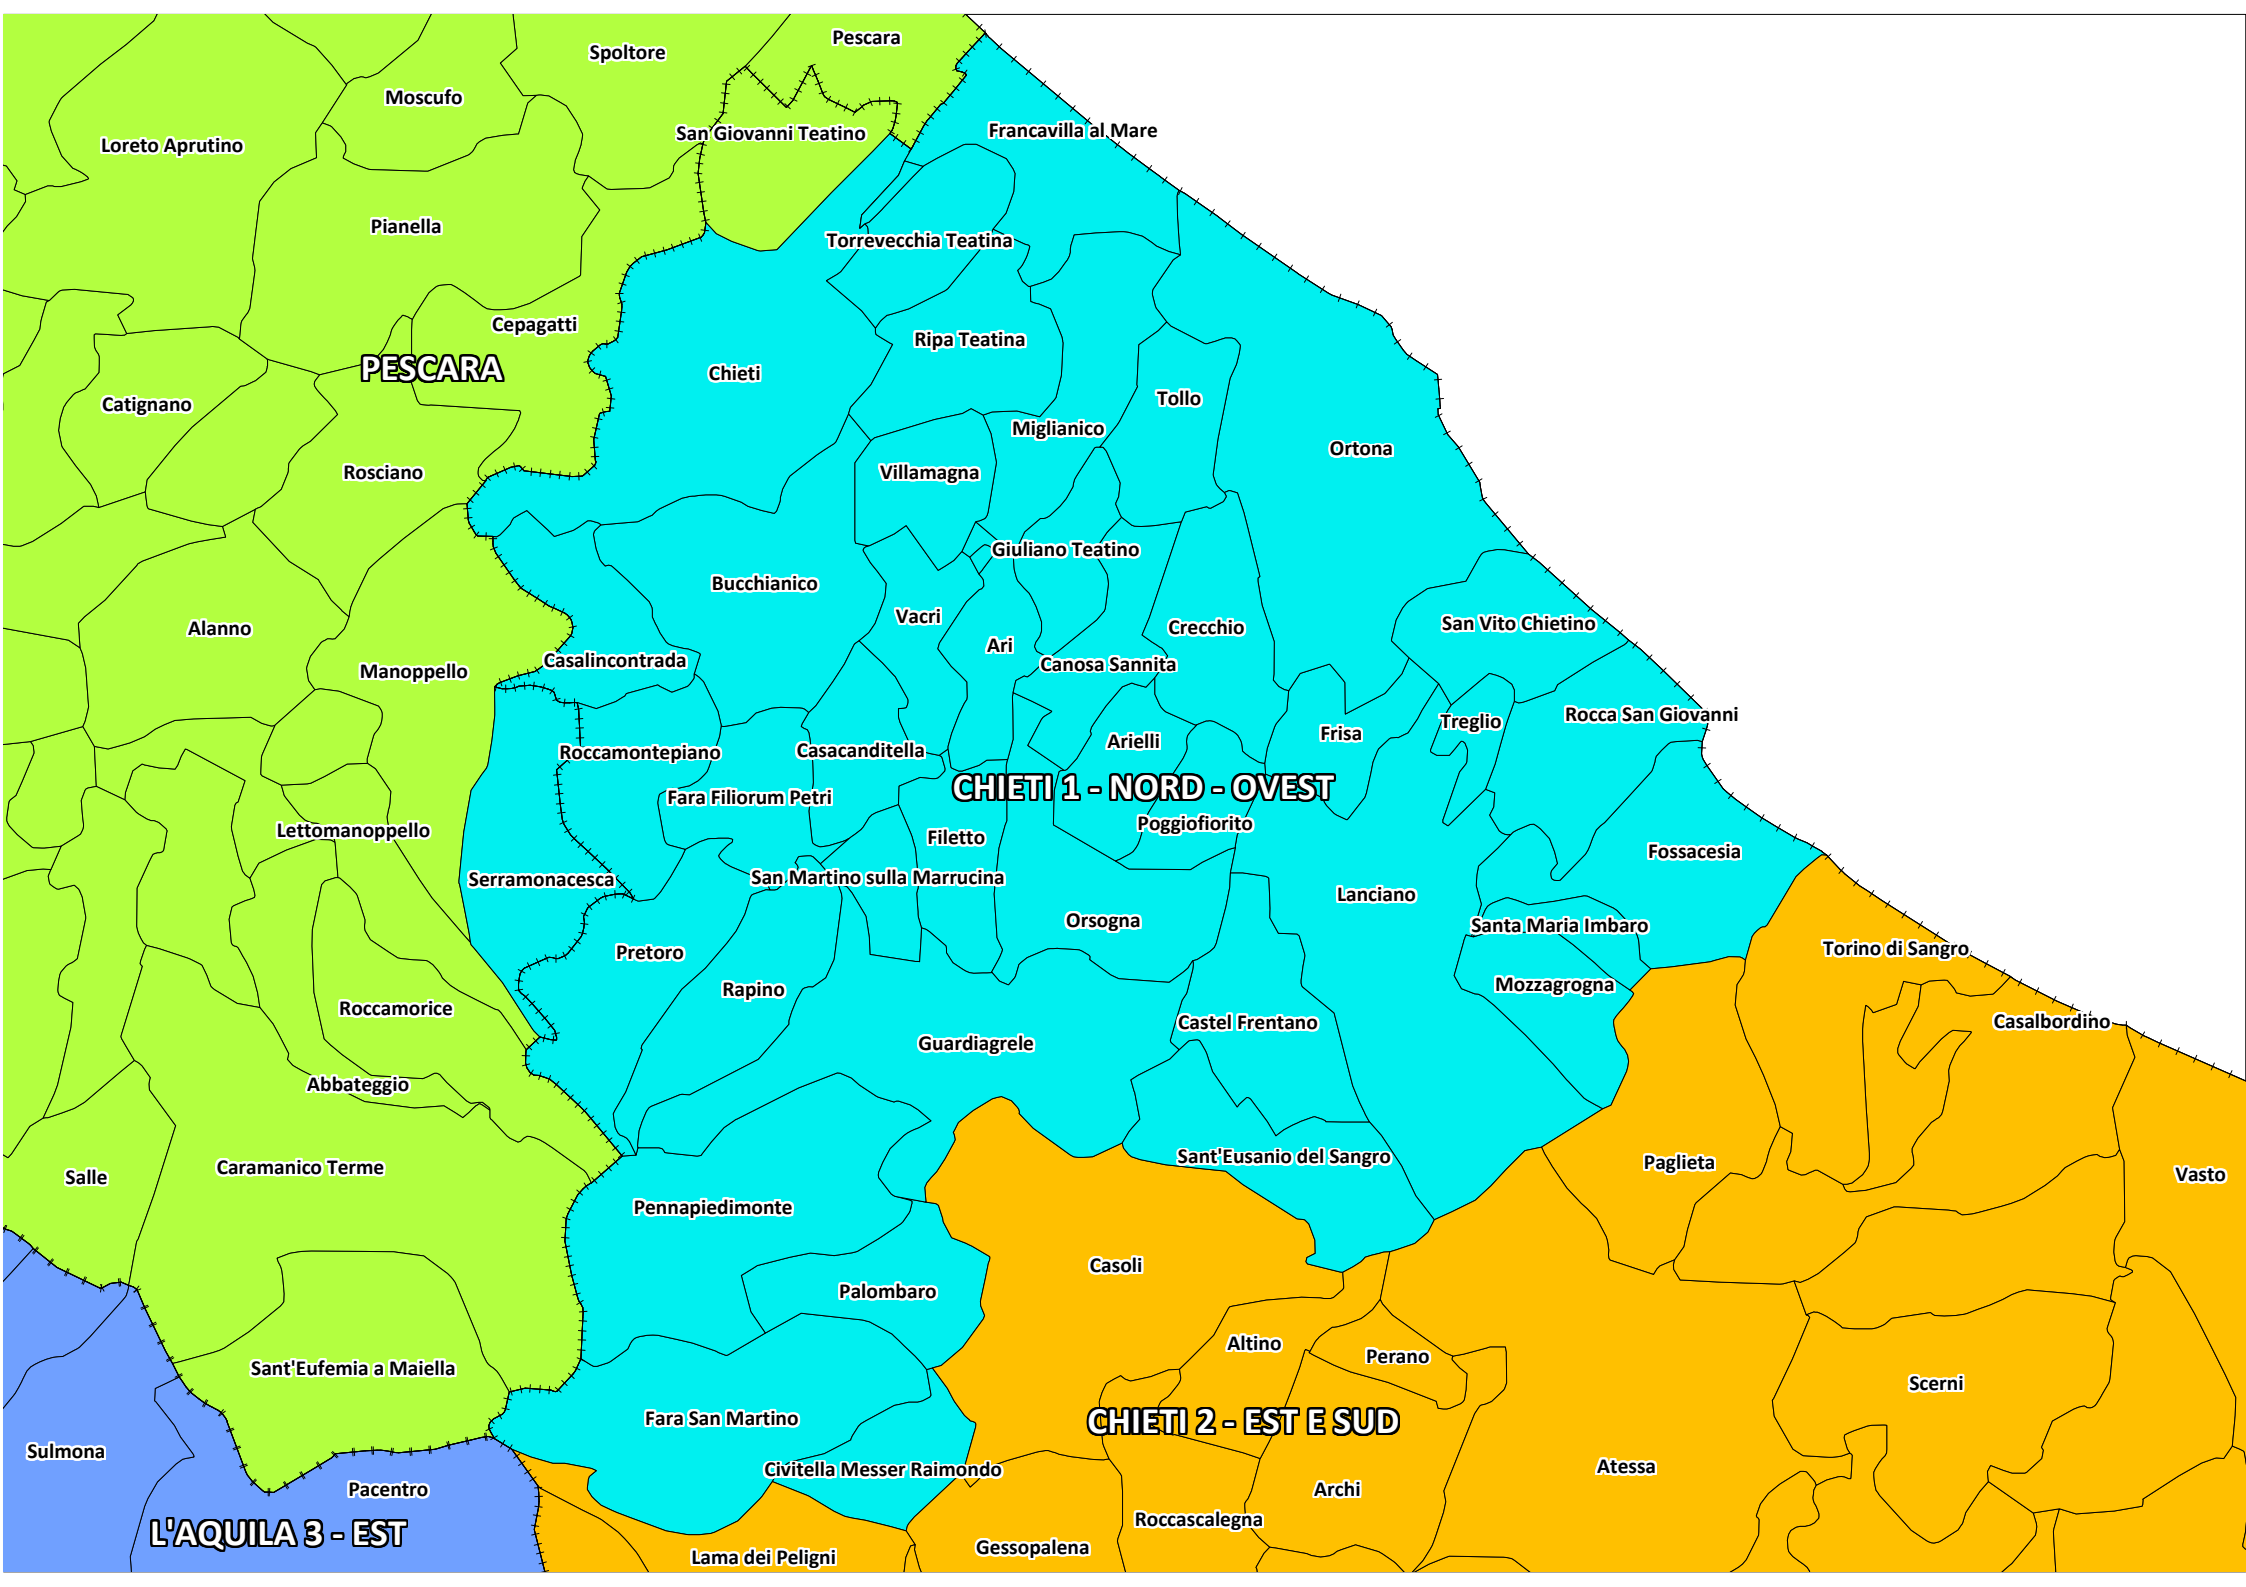 Pescara
Spoltore
Moscufo
San Giovanni Teatino
Francavilla al Mare
Loreto Aprutino
Pianella
Torrevecchia Teatina
Cepagatti
Ripa Teatina
PESCARA
Chieti
Tollo
Catignano
Miglianico
Ortona
Rosciano
Villamagna
Giuliano Teatino
Bucchianico
Vacri
San Vito Chietino
Crecchio
Alanno
Ari
Casalincontrada
Canosa Sannita
Manoppello
Rocca San Giovanni
Treglio
Frisa
Arielli
Roccamontepiano
Casacanditella
CHIETI 1 - NORD - OVEST
Fara Filiorum Petri
Poggiofiorito
Lettomanoppello
Filetto
Fossacesia
Serramonacesca
San Martino sulla Marrucina
Lanciano
Orsogna
Santa Maria Imbaro
Torino di Sangro
Pretoro
Rapino
Mozzagrogna
Roccamorice
Castel Frentano
Casalbordino
Guardiagrele
Abbateggio
Sant'Eusanio del Sangro
Paglieta
Caramanico Terme
Salle
Vasto
Pennapiedimonte
Casoli
Palombaro
Altino
Perano
Sant'Eufemia a Maiella
Scerni
Fara San Martino
CHIETI 2 - EST E SUD
Sulmona
Civitella Messer Raimondo
Atessa
Pacentro
Archi
Roccascalegna
L'AQUILA 3 - EST
Gessopalena
Lama dei Peligni